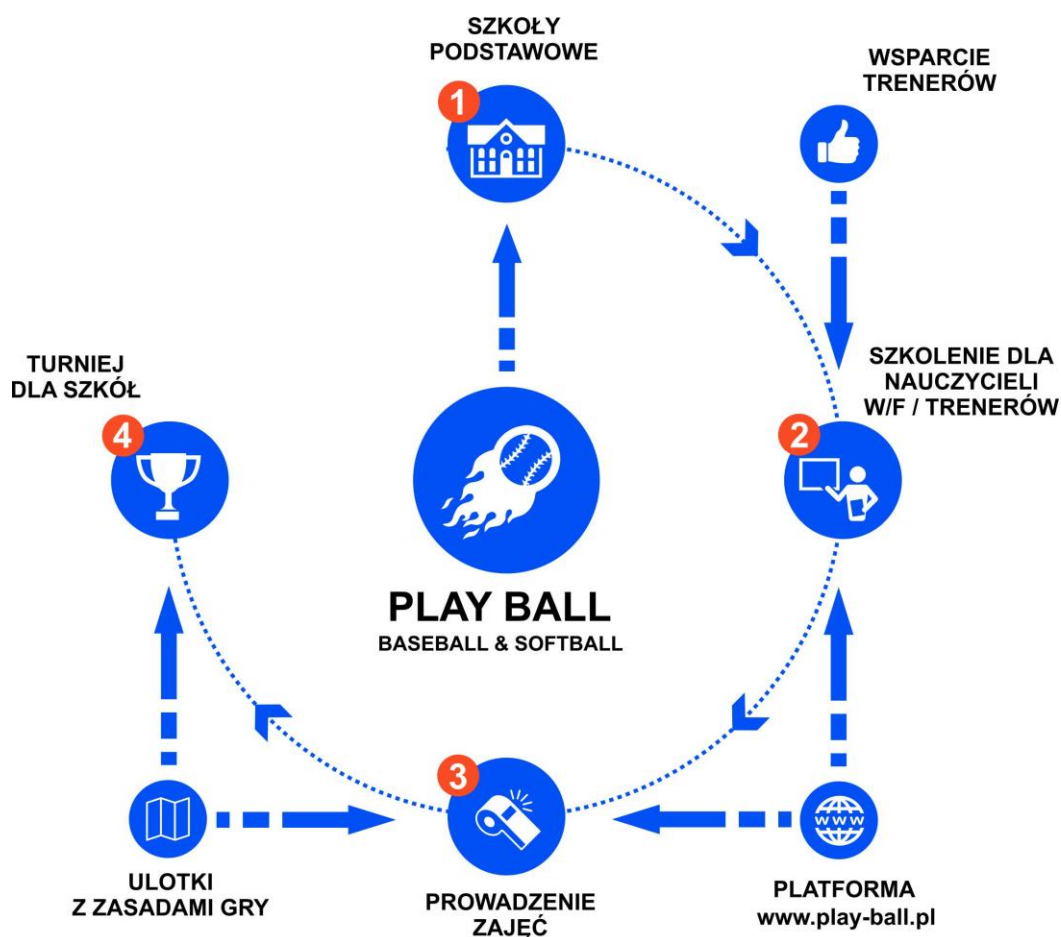 SZKOŁY
PODSTAWOWE
1
WSPARCIE
TRENERÓW
SZKOLENIE DLA
NAUCZYCIELI
W/F / TRENERÓW
2
TURNIEJ
DLA SZKÓŁ
4
PLAY BALL
BASEBALL & SOFTBALL
3
PROWADZENIE
ZAJĘĆ
ULOTKI
Z ZASADAMI GRY
WWW
PLATFORMA
www.play-ball.pl